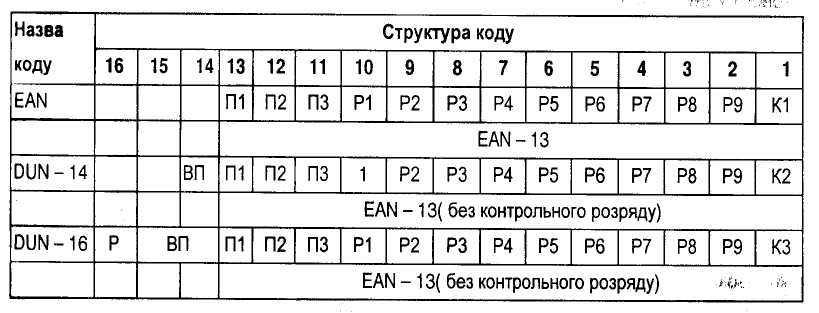 Назва коду Структура коду
16 15 14 13 12 11 10 9 8 7 6 5 4 3 2 1
EAN П1 П2 П3 Р1 Р2 Р3 Р4 Р5 Р6 Р7 Р8 Р9 К1
EAN – 13
DUN – 14 ВП П1 П2 П3 1 Р2 Р3 Р4 Р5 Р6 Р7 Р8 Р9 К2
EAN – 13( без контрольного розряду)
DUN – 16 Р ВП П1 П2 П3 Р1 Р2 Р3 Р4 Р5 Р6 Р7 Р8 Р9 К3
EAN – 13( без контрольного розряду)